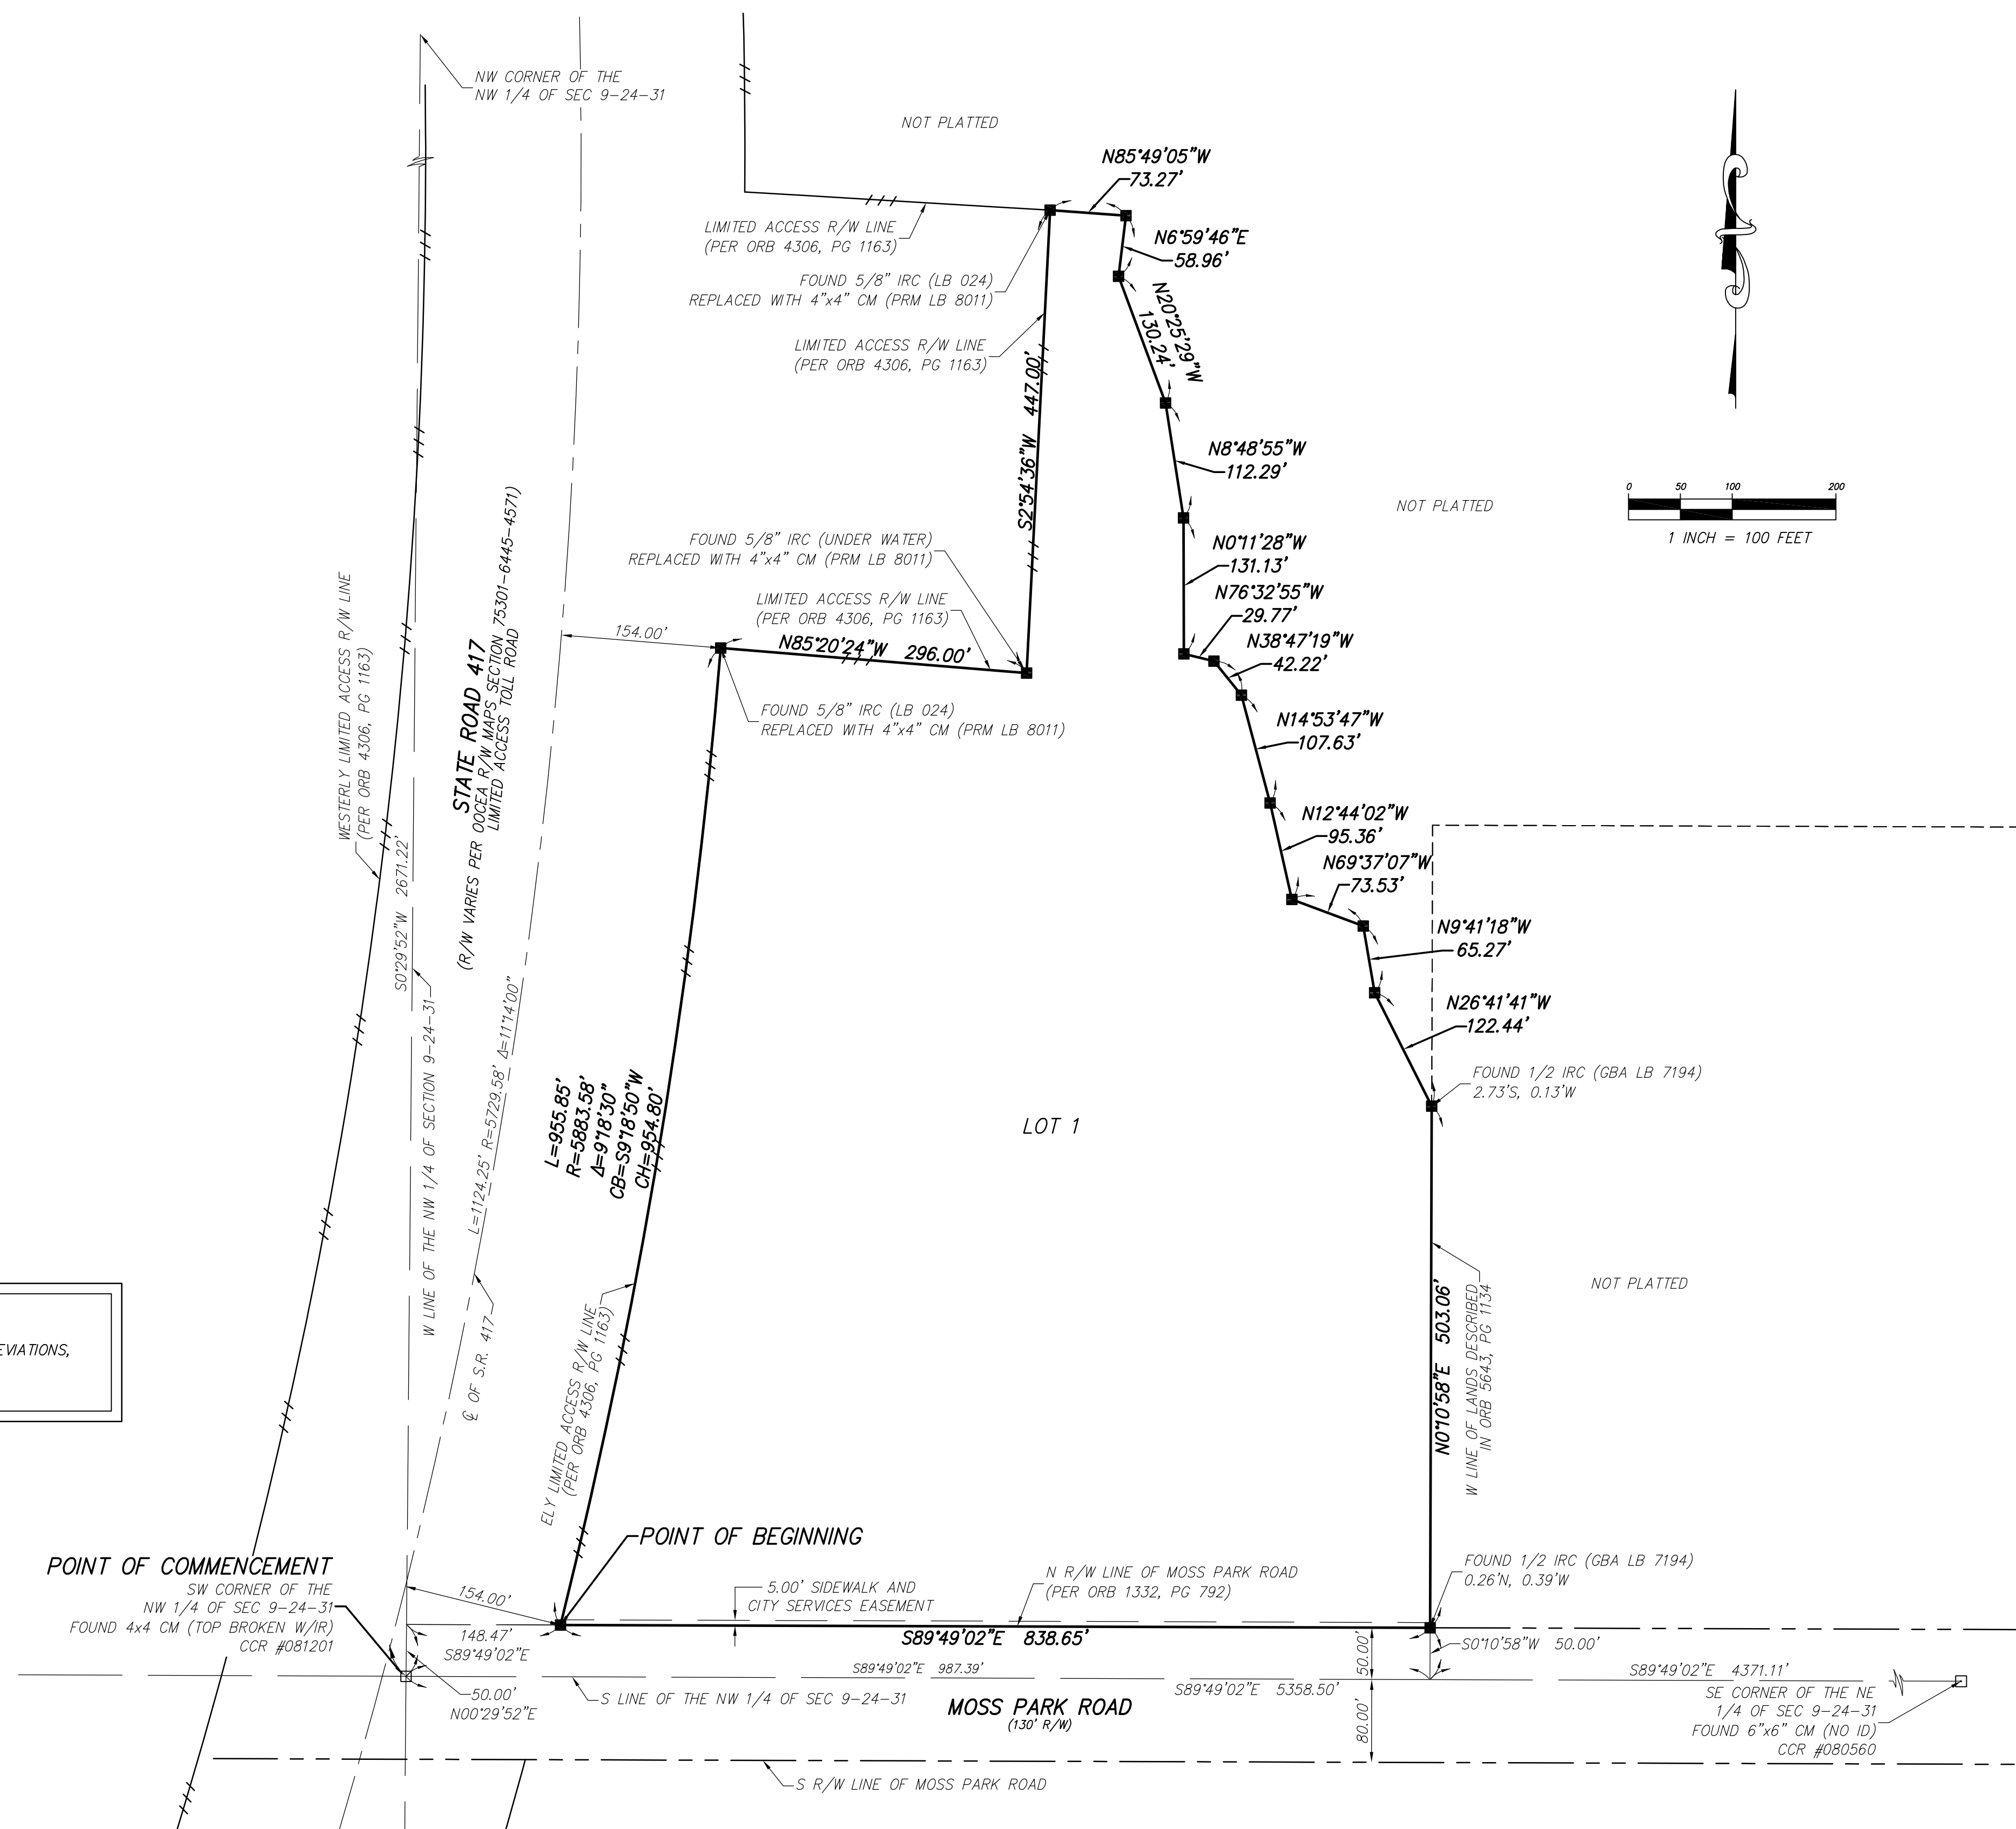 NW CORNER OF THE
NW 1/4 OF SEC 9-24-31
NOT PLATTED
N85°49'05"W
73.27'
LIMITED ACCESS R/W LINE
(PER ORB 4306, PG 1163)
N6°59'46"E
58.96'
FOUND 5/8" IRC (LB 024)
REPLACED WITH 4"x4" CM (PRM LB 8011)
N20°25'29"W
130.24'
LIMITED ACCESS R/W LINE
(PER ORB 4306, PG 1163)
S2°54'36"W 447.00'
N8°48'55"W
112.29'
NOT PLATTED
0 50 100 200
1 INCH = 100 FEET
FOUND 5/8" IRC (UNDER WATER)
REPLACED WITH 4"x4" CM (PRM LB 8011)
N0°11'28"W
131.13'
N76°32'55"W
29.77'
LIMITED ACCESS R/W LINE
(PER ORB 4306, PG 1163)
154.00'
N85°20'24"W 296.00'
N38°47'19"W
42.22'
FOUND 5/8" IRC (LB 024)
REPLACED WITH 4"x4" CM (PRM LB 8011)
WESTERLY LIMITED ACCESS R/W LINE
(PER ORB 4306, PG 1163)
STATE ROAD 417
(R/W VARIES PER OOCEA R/W MAPS SECTION 75301-6445-4571)
LIMITED ACCESS TOLL ROAD
S0°29'52"W 2671.22'
W LINE OF THE NW 1/4 OF SECTION 9-24-31
N14°53'47"W
107.63'
N12°44'02"W
95.36'
N69°37'07"W
73.53'
N9°41'18"W
65.27'
N26°41'41"W
122.44'
L=1124.25' R=5729.58' Δ=11°14'00"
L=955.85'
R=5883.58'
Δ=9°18'30"
CB=S9°18'50"W
CH=954.80'
FOUND 1/2 IRC (GBA LB 7194)
2.73'S, 0.13'W
LOT 1
NOT PLATTED
EVIATIONS,
℄ OF S.R. 417
ELY LIMITED ACCESS R/W LINE
(PER ORB 4306, PG 1163)
N0°10'58"E 503.06'
W LINE OF LANDS DESCRIBED
IN ORB 5643, PG 1134
POINT OF BEGINNING
POINT OF COMMENCEMENT
SW CORNER OF THE
NW 1/4 OF SEC 9-24-31
FOUND 4x4 CM (TOP BROKEN W/IR)
CCR #081201
154.00'
5.00' SIDEWALK AND
CITY SERVICES EASEMENT
N R/W LINE OF MOSS PARK ROAD
(PER ORB 1332, PG 792)
FOUND 1/2 IRC (GBA LB 7194)
0.26'N, 0.39'W
148.47'
S89°49'02"E
S89°49'02"E 838.65'
50.00'
S0°10'58"W 50.00'
S89°49'02"E 987.39'
S89°49'02"E 4371.11'
50.00'
N00°29'52"E
S LINE OF THE NW 1/4 OF SEC 9-24-31
S89°49'02"E 5358.50'
MOSS PARK ROAD
(130' R/W)
80.00'
SE CORNER OF THE NE
1/4 OF SEC 9-24-31
FOUND 6"x6" CM (NO ID)
CCR #080560
S R/W LINE OF MOSS PARK ROAD